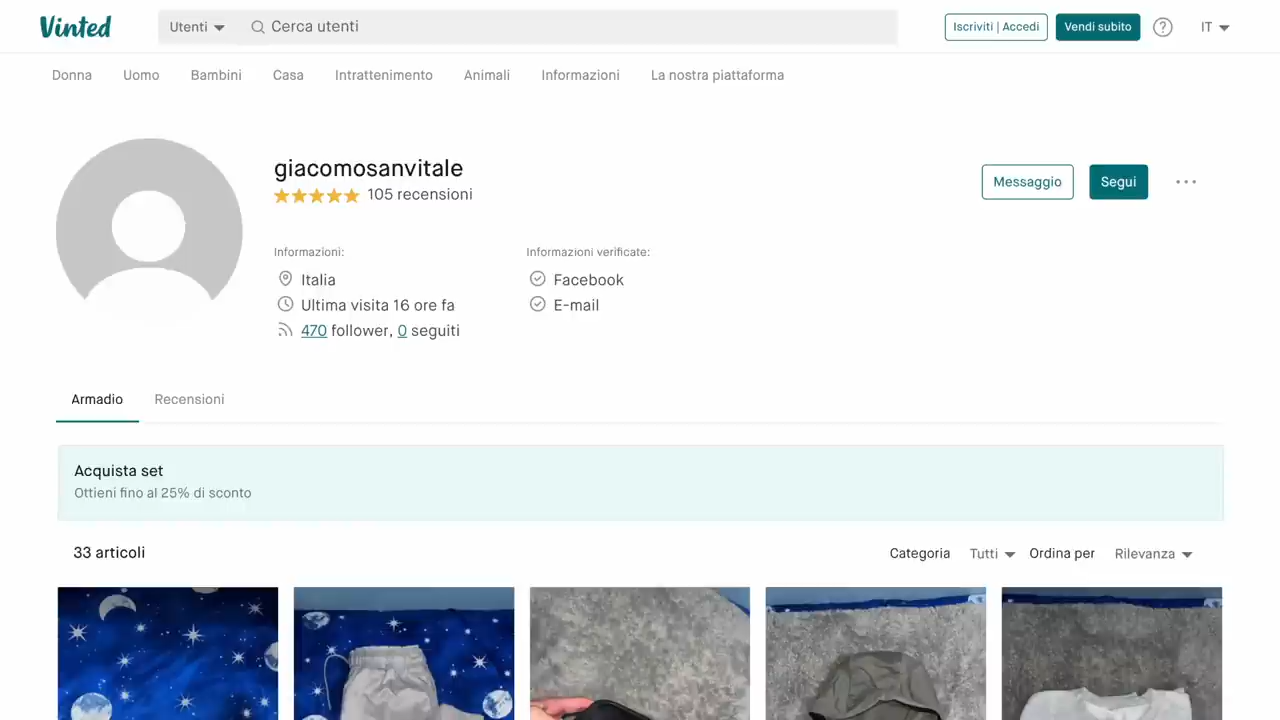 Vinted
Utenti
Cerca utenti
Iscriviti | Accedi
Vendi subito
?
IT
Donna
Uomo
Bambini
Casa
Intrattenimento
Animali
Informazioni
La nostra piattaforma
giacomosanvitale
105 recensioni
Messaggio
Segui
Informazioni:
Italia
Ultima visita 16 ore fa
470 follower, 0 seguiti
Informazioni verificate:
Facebook
E-mail
Armadio
Recensioni
Acquista set
Ottieni fino al 25% di sconto
33 articoli
Categoria
Tutti
Ordina per
Rilevanza